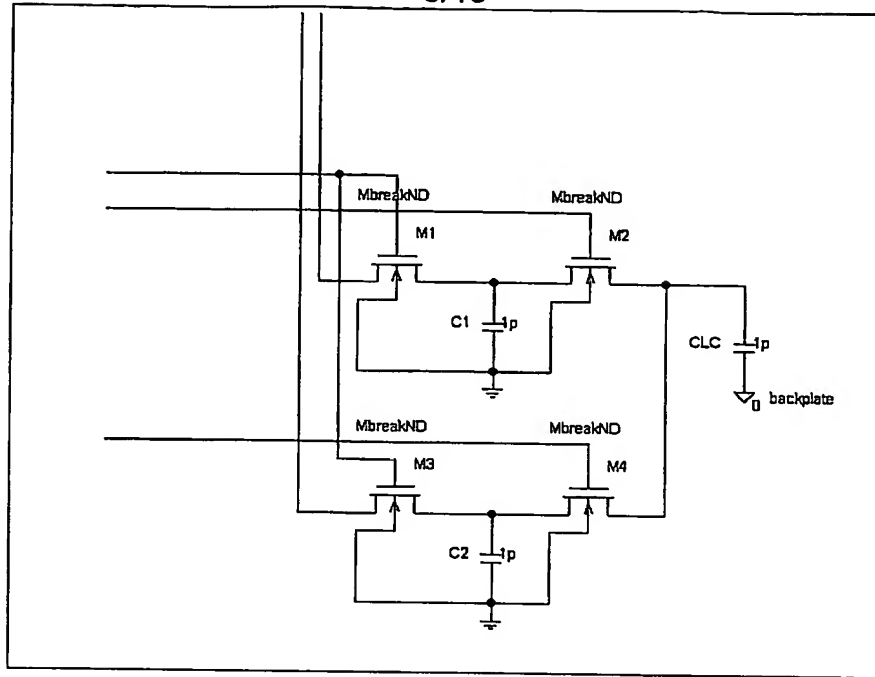 MbreakND MbreakND
M1 M2
C1 1p
CLC 1p
0 backplate
MbreakND MbreakND
M3 M4
C2 1p